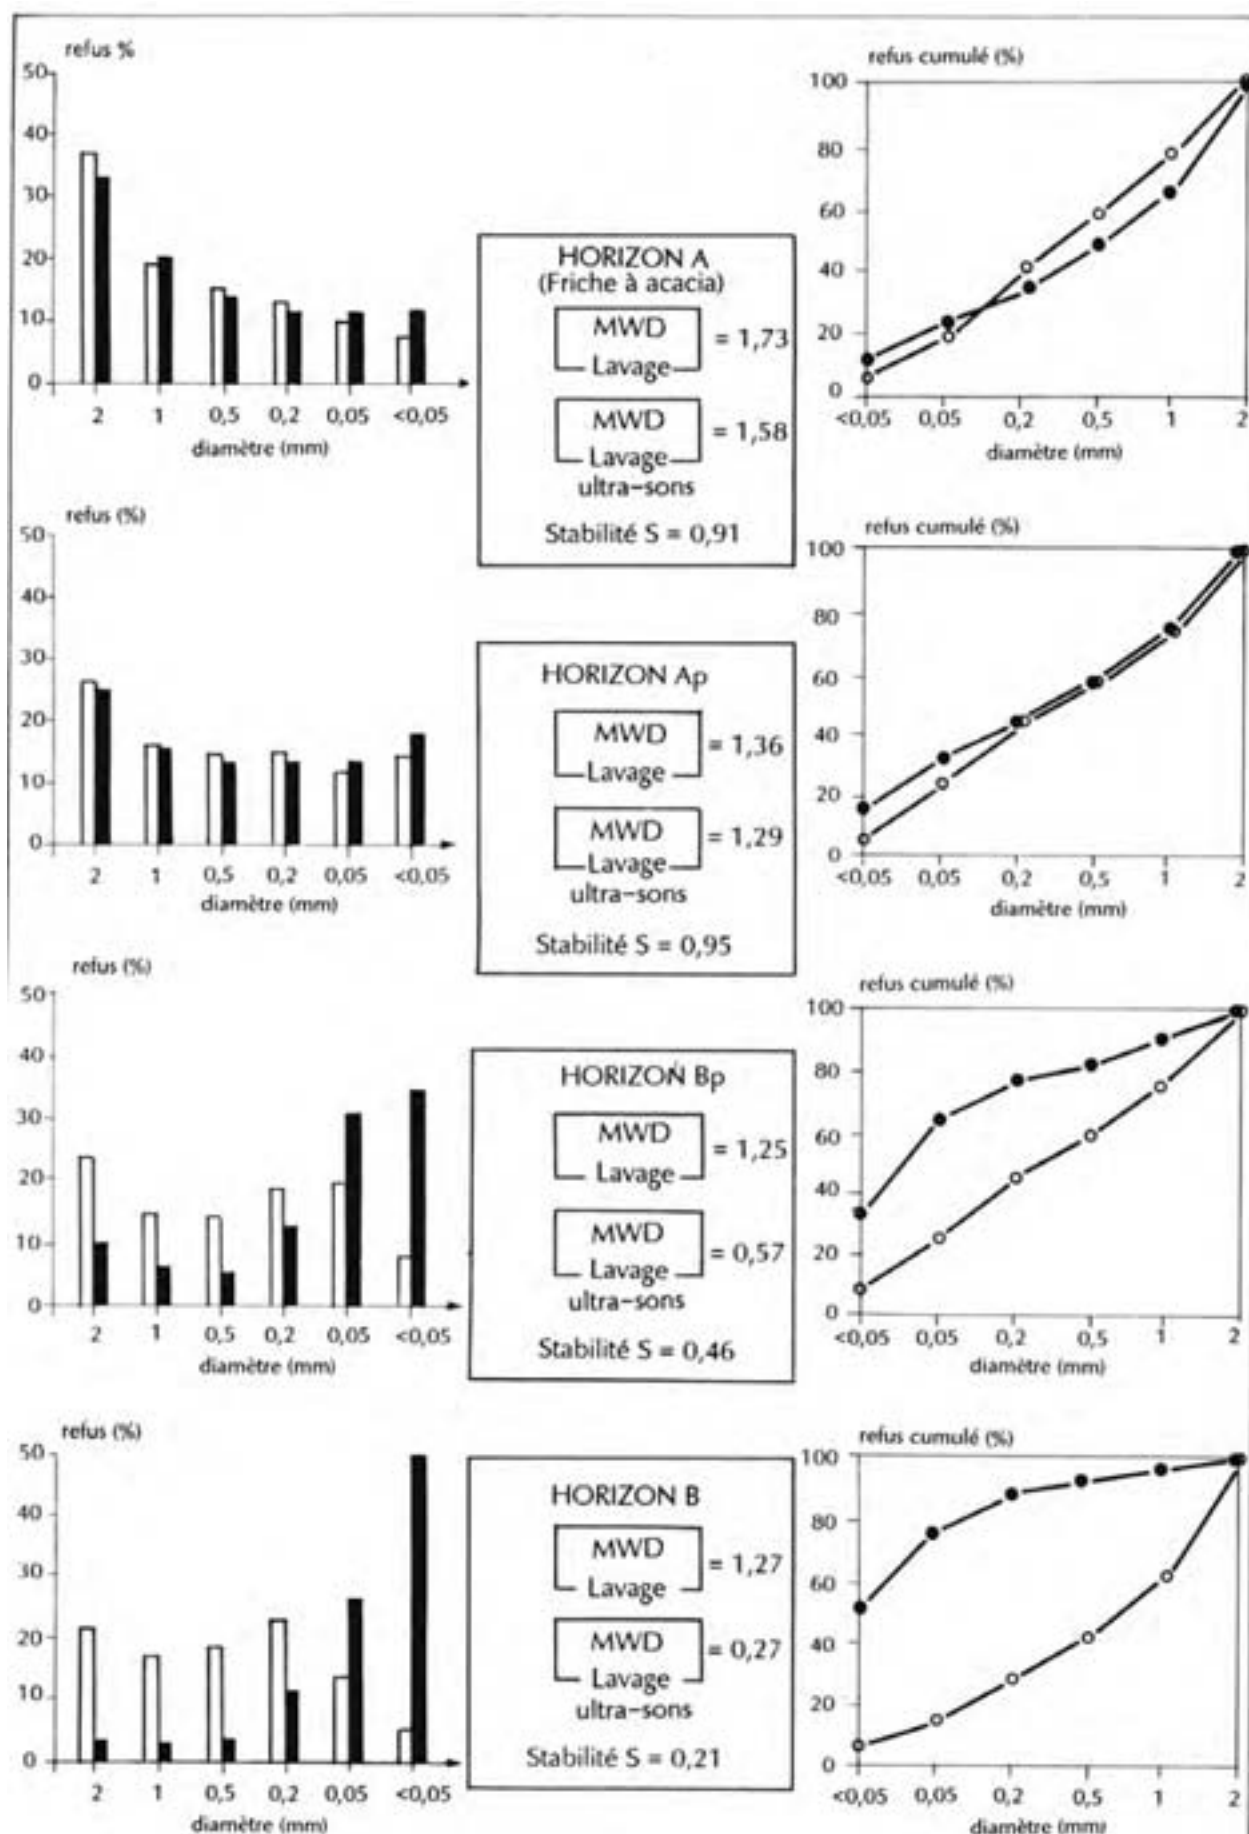 refus %
50
40
30
20
10
0
2 1 0,5 0,2 0,05 <0,05
diamètre (mm)
HORIZON A
(Friche à acacia)
MWD
Lavage
= 1,73
MWD
Lavage
ultra-sons
= 1,58
Stabilité S = 0,91
refus cumulé (%)
100
80
60
40
20
0
<0,05 0,05 0,2 0,5 1 2
diamètre (mm)
refus (%)
50
40
30
20
10
0
2 1 0,5 0,2 0,05 <0,05
diamètre (mm)
HORIZON Ap
MWD
Lavage
= 1,36
MWD
Lavage
ultra-sons
= 1,29
Stabilité S = 0,95
refus cumulé (%)
100
80
60
40
20
0
<0,05 0,05 0,2 0,5 1 2
diamètre (mm)
refus (%)
50
40
30
20
10
0
2 1 0,5 0,2 0,05 <0,05
diamètre (mm)
HORIZON Bp
MWD
Lavage
= 1,25
MWD
Lavage
ultra-sons
= 0,57
Stabilité S = 0,46
refus cumulé (%)
100
80
60
40
20
0
<0,05 0,05 0,2 0,5 1 2
diamètre (mm)
refus (%)
50
40
30
20
10
0
2 1 0,5 0,2 0,05 <0,05
diamètre (mm)
HORIZON B
MWD
Lavage
= 1,27
MWD
Lavage
ultra-sons
= 0,27
Stabilité S = 0,21
refus cumulé (%)
100
80
60
40
20
0
<0,05 0,05 0,2 0,5 1 2
diamètre (mm)